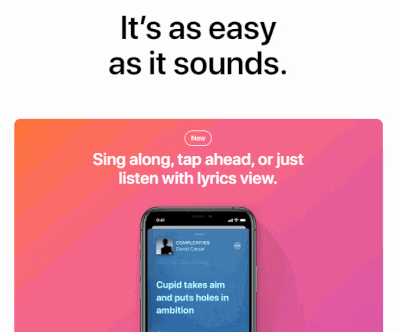 It’s as easy
as it sounds.
New
Sing along, tap ahead, or just
listen with lyrics view.
9:41
COMPLEXITIES
Daniel Caesar
Cupid takes aim
and puts holes in
ambition